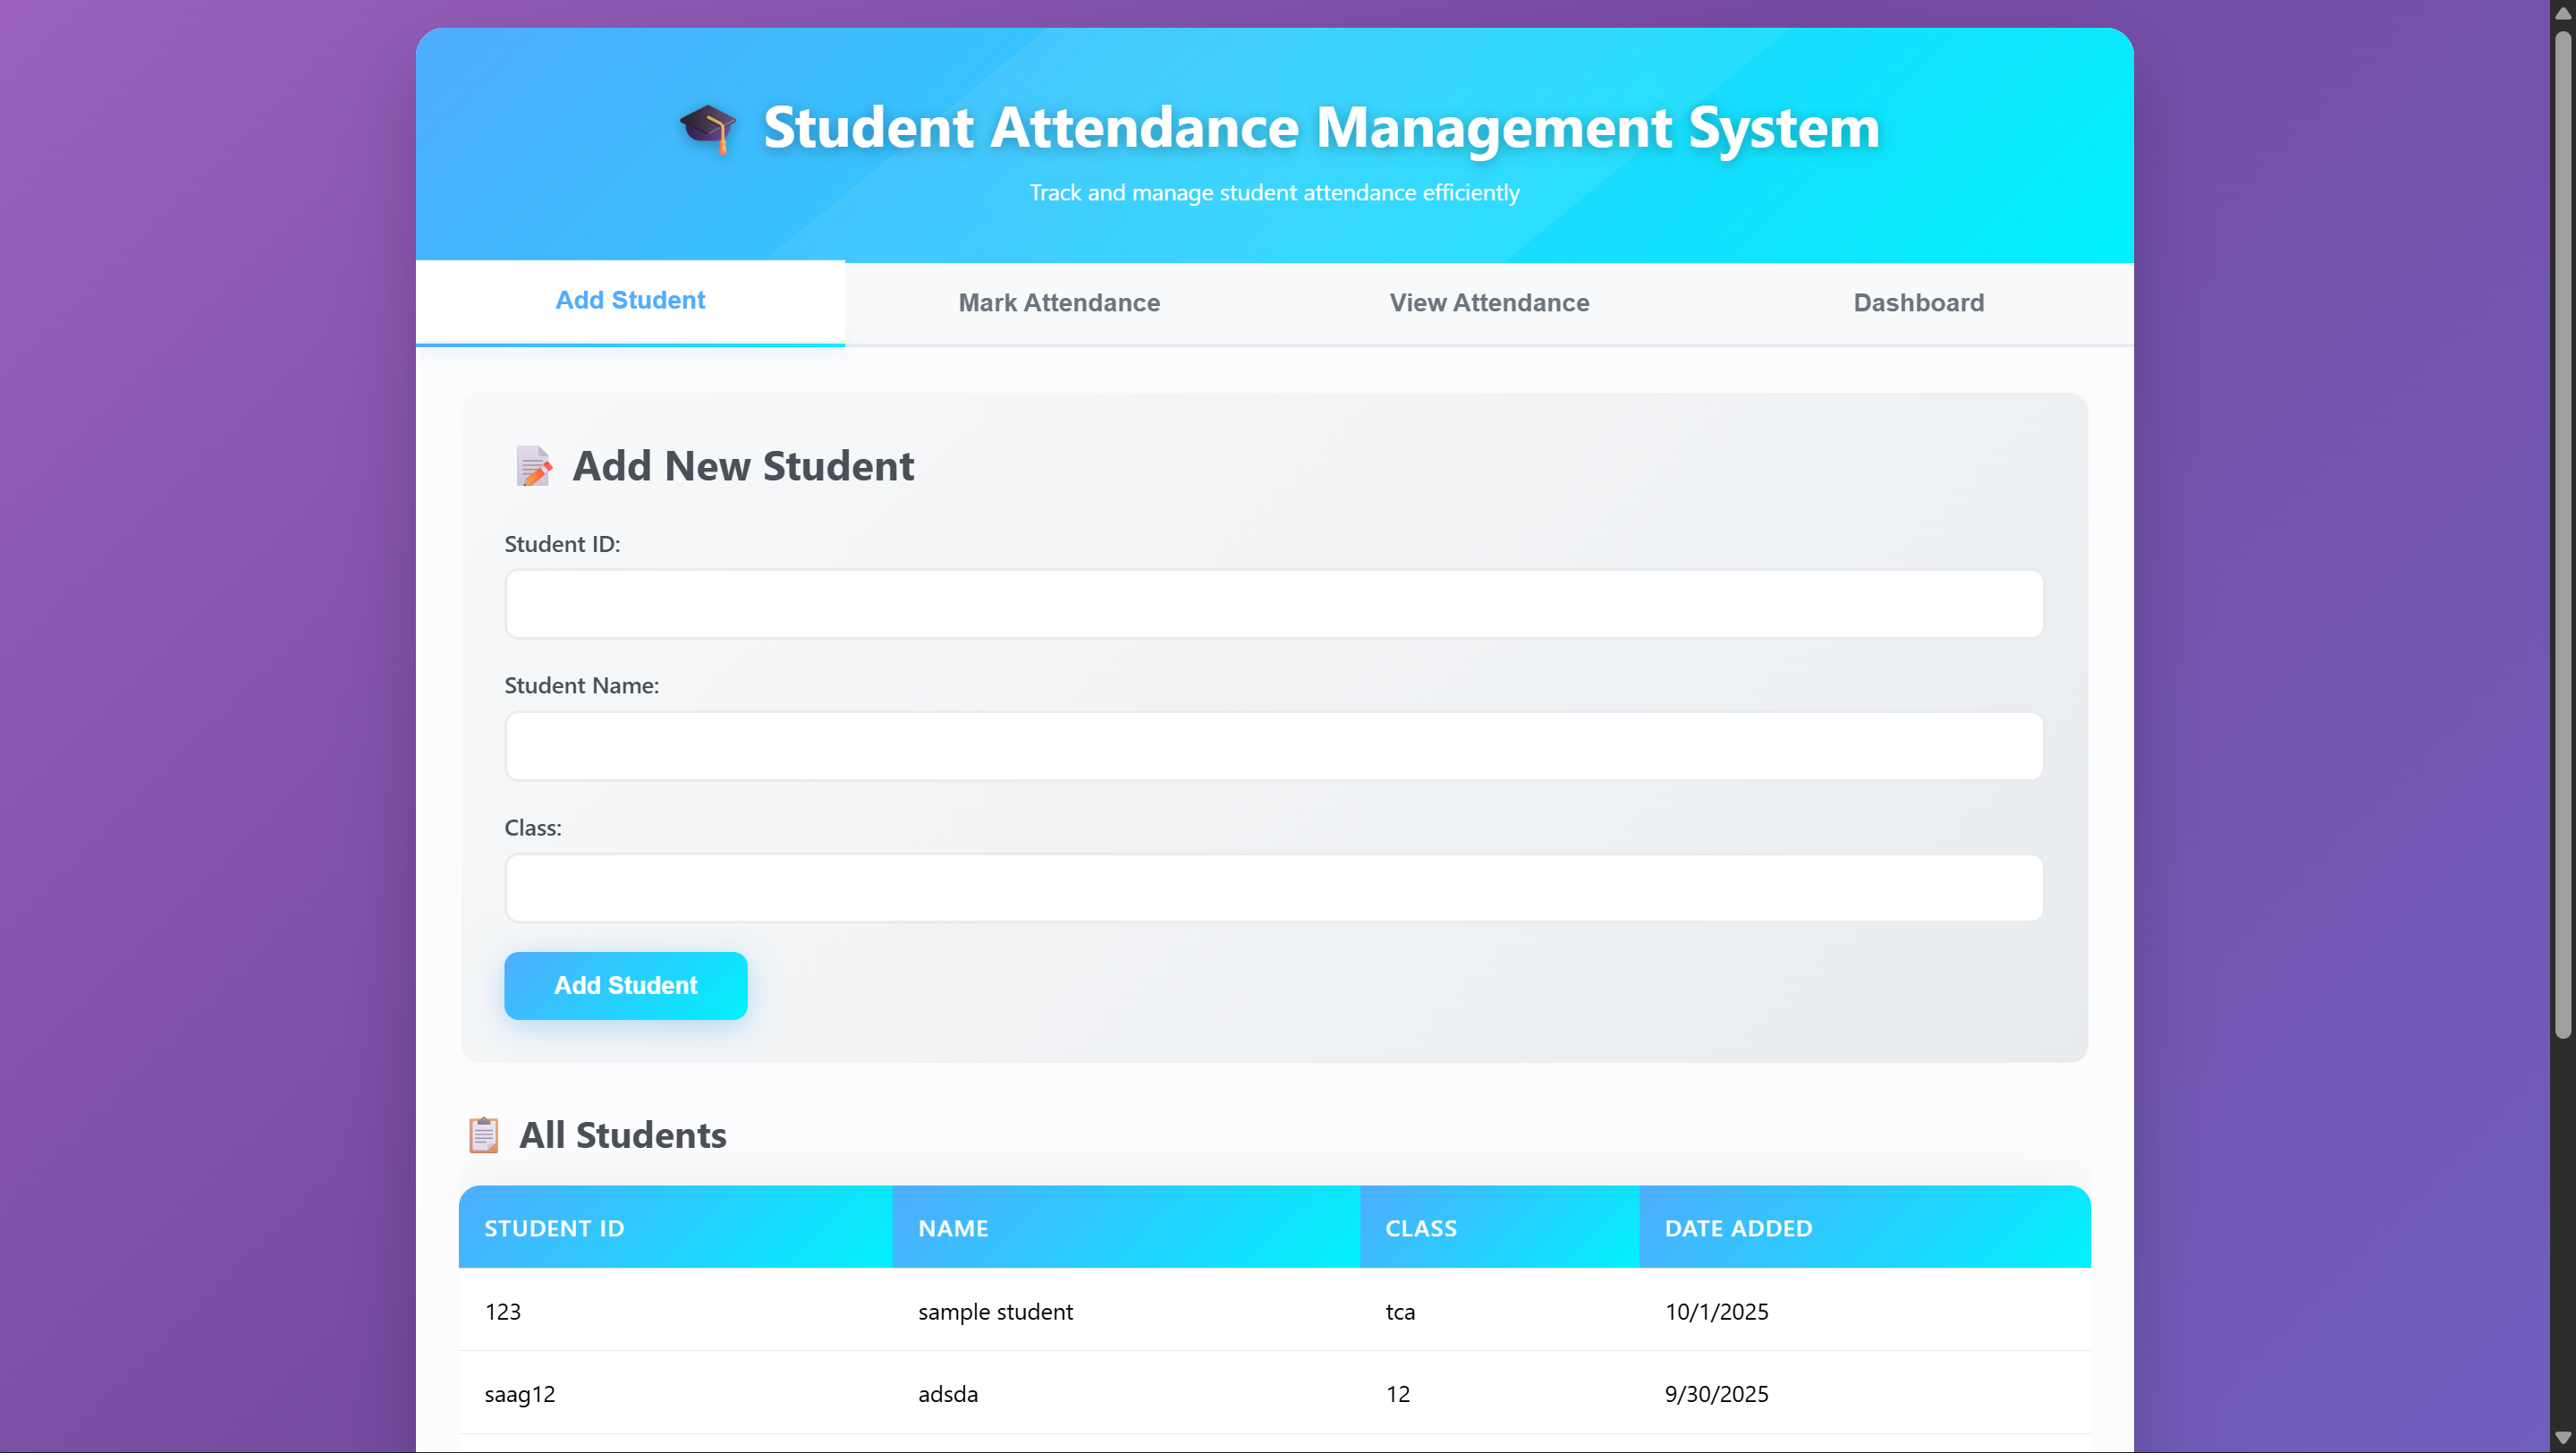 Student Attendance Management System
Track and manage student attendance efficiently
Add Student Mark Attendance View Attendance Dashboard
Add New Student
Student ID:
Student Name:
Class:
Add Student
All Students
STUDENT ID NAME CLASS DATE ADDED
123 sample student tca 10/1/2025
saag12 adsda 12 9/30/2025